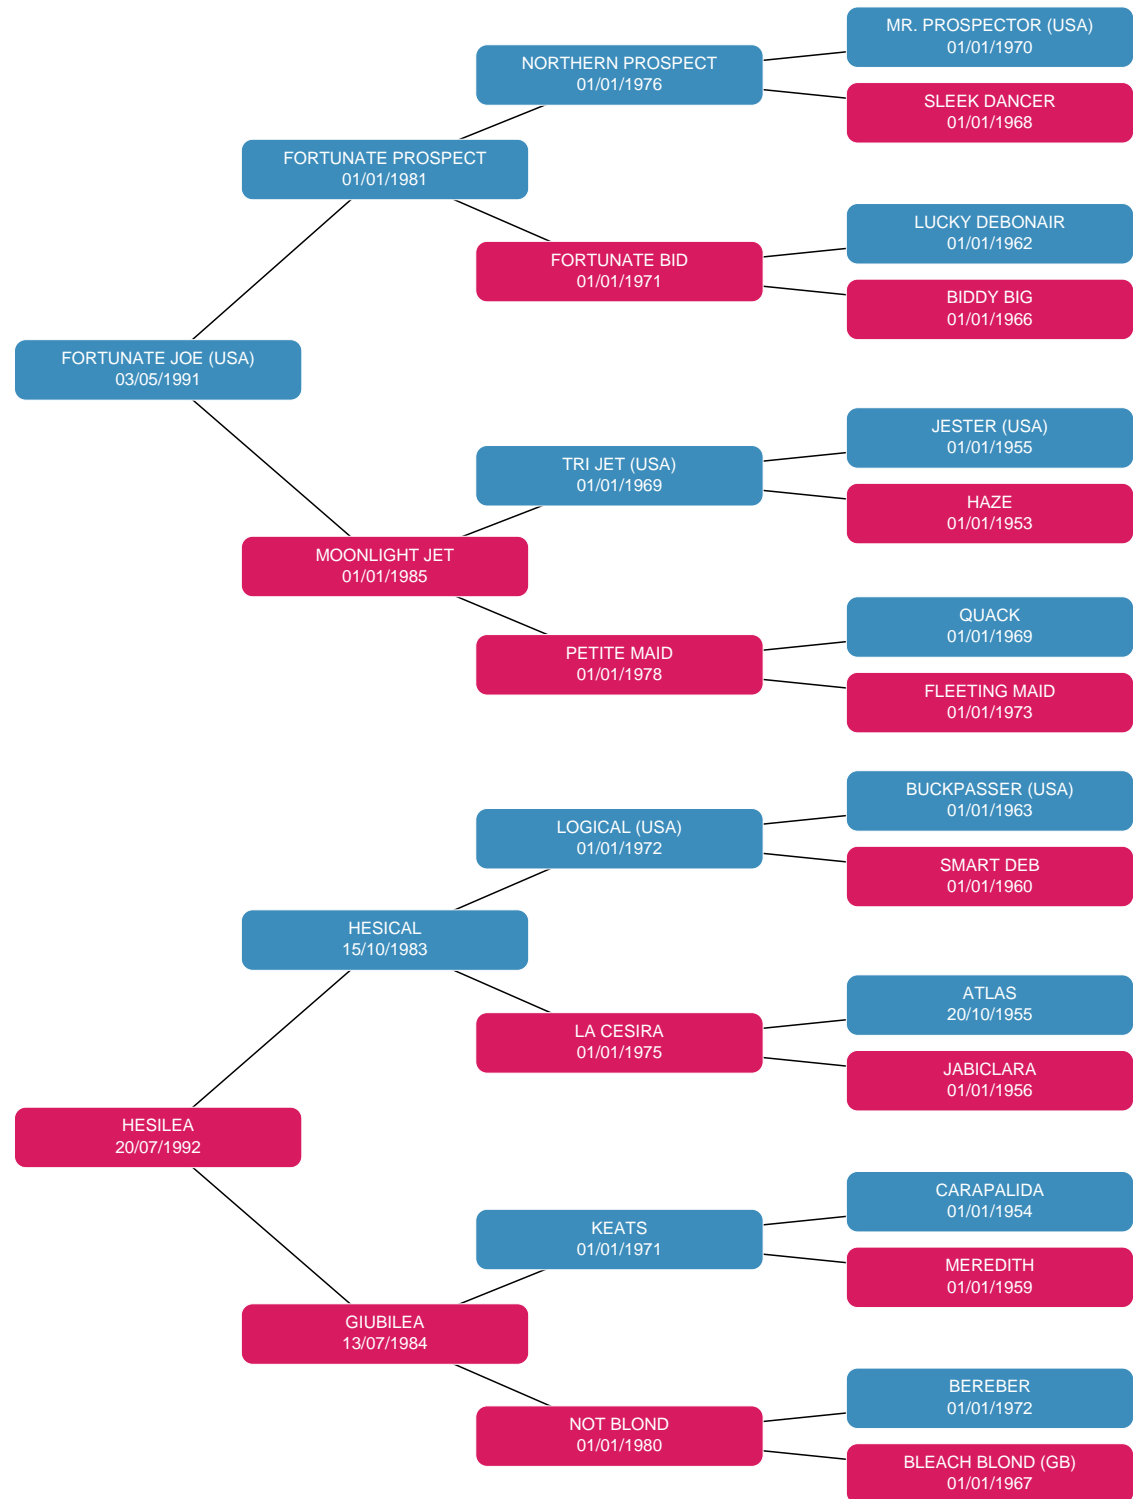 MR. PROSPECTOR (USA)
01/01/1970
NORTHERN PROSPECT
01/01/1976
SLEEK DANCER
01/01/1968
FORTUNATE PROSPECT
01/01/1981
LUCKY DEBONAIR
01/01/1962
FORTUNATE BID
01/01/1971
BIDDY BIG
01/01/1966
FORTUNATE JOE (USA)
03/05/1991
JESTER (USA)
01/01/1955
TRI JET (USA)
01/01/1969
HAZE
01/01/1953
MOONLIGHT JET
01/01/1985
QUACK
01/01/1969
PETITE MAID
01/01/1978
FLEETING MAID
01/01/1973
BUCKPASSER (USA)
01/01/1963
LOGICAL (USA)
01/01/1972
SMART DEB
01/01/1960
HESICAL
15/10/1983
ATLAS
20/10/1955
LA CESIRA
01/01/1975
JABICLARA
01/01/1956
HESILEA
20/07/1992
CARAPALIDA
01/01/1954
KEATS
01/01/1971
MEREDITH
01/01/1959
GIUBILEA
13/07/1984
BEREBER
01/01/1972
NOT BLOND
01/01/1980
BLEACH BLOND (GB)
01/01/1967